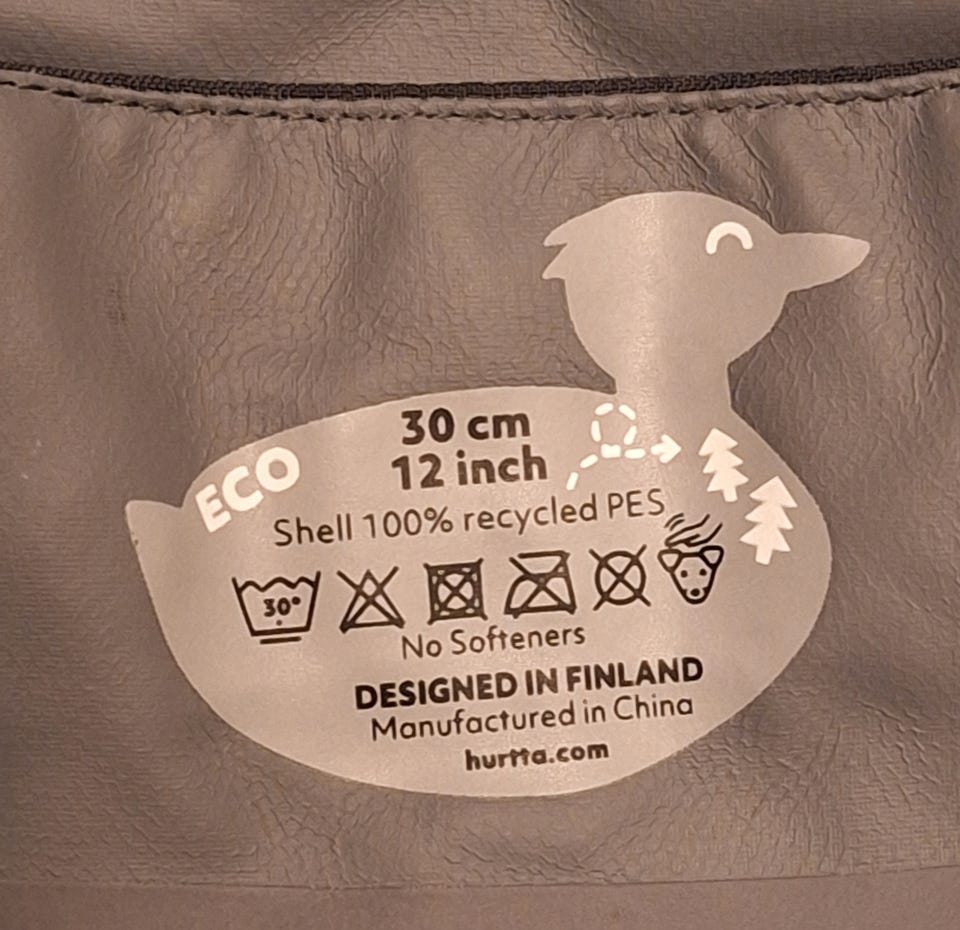 ECO
30 cm
12 inch
Shell 100% recycled PES
30°
No Softeners
DESIGNED IN FINLAND
Manufactured in China
hurtta.com